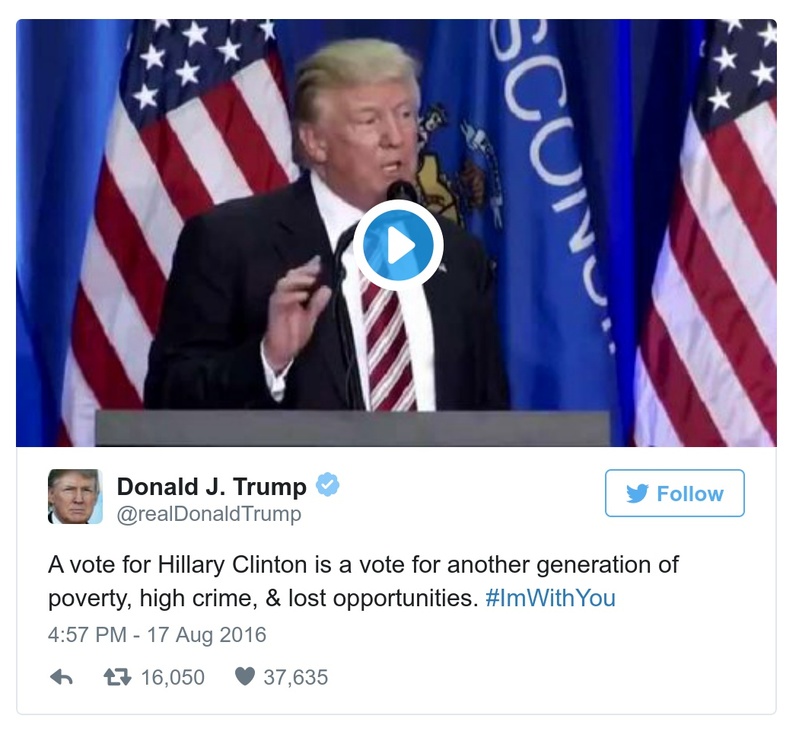 SCONSI
Donald J. Trump
@realDonaldTrump
Follow
A vote for Hillary Clinton is a vote for another generation of
poverty, high crime, & lost opportunities. #ImWithYou
4:57 PM - 17 Aug 2016
16,050 37,635